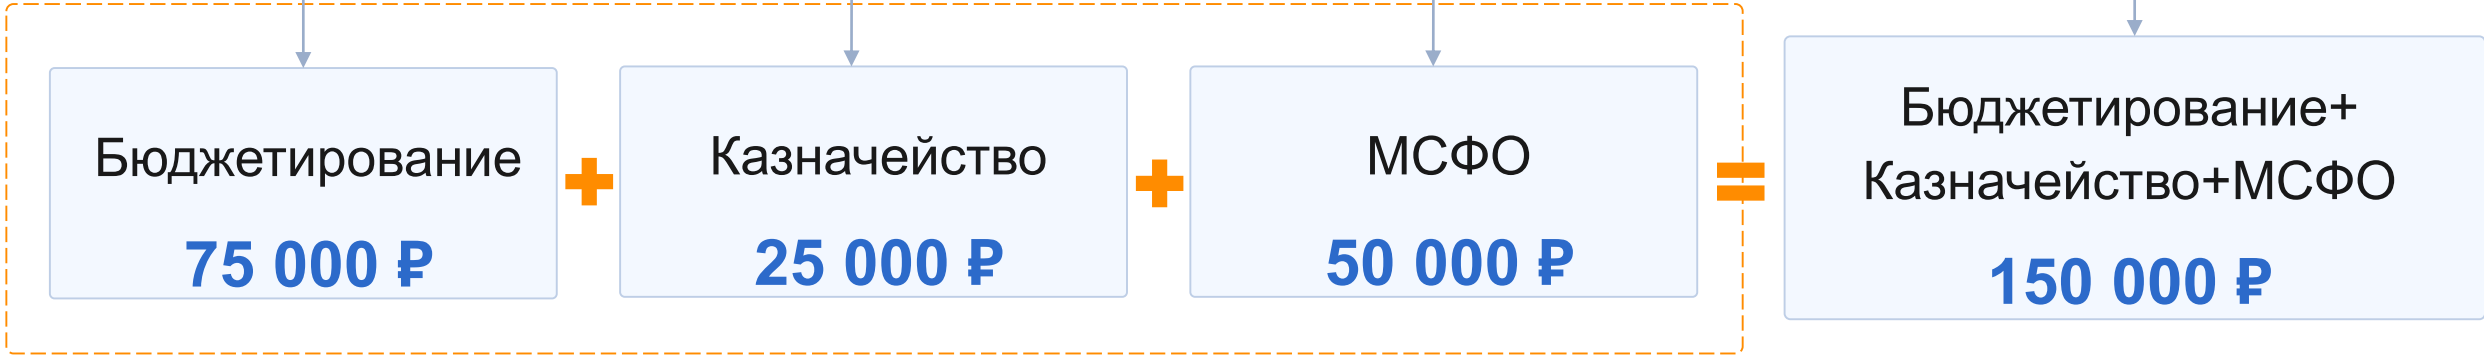 Бюджетирование
75 000 ₽
+
Казначейство
25 000 ₽
+
МСФО
50 000 ₽
=
Бюджетирование+
Казначейство+МСФО
150 000 ₽